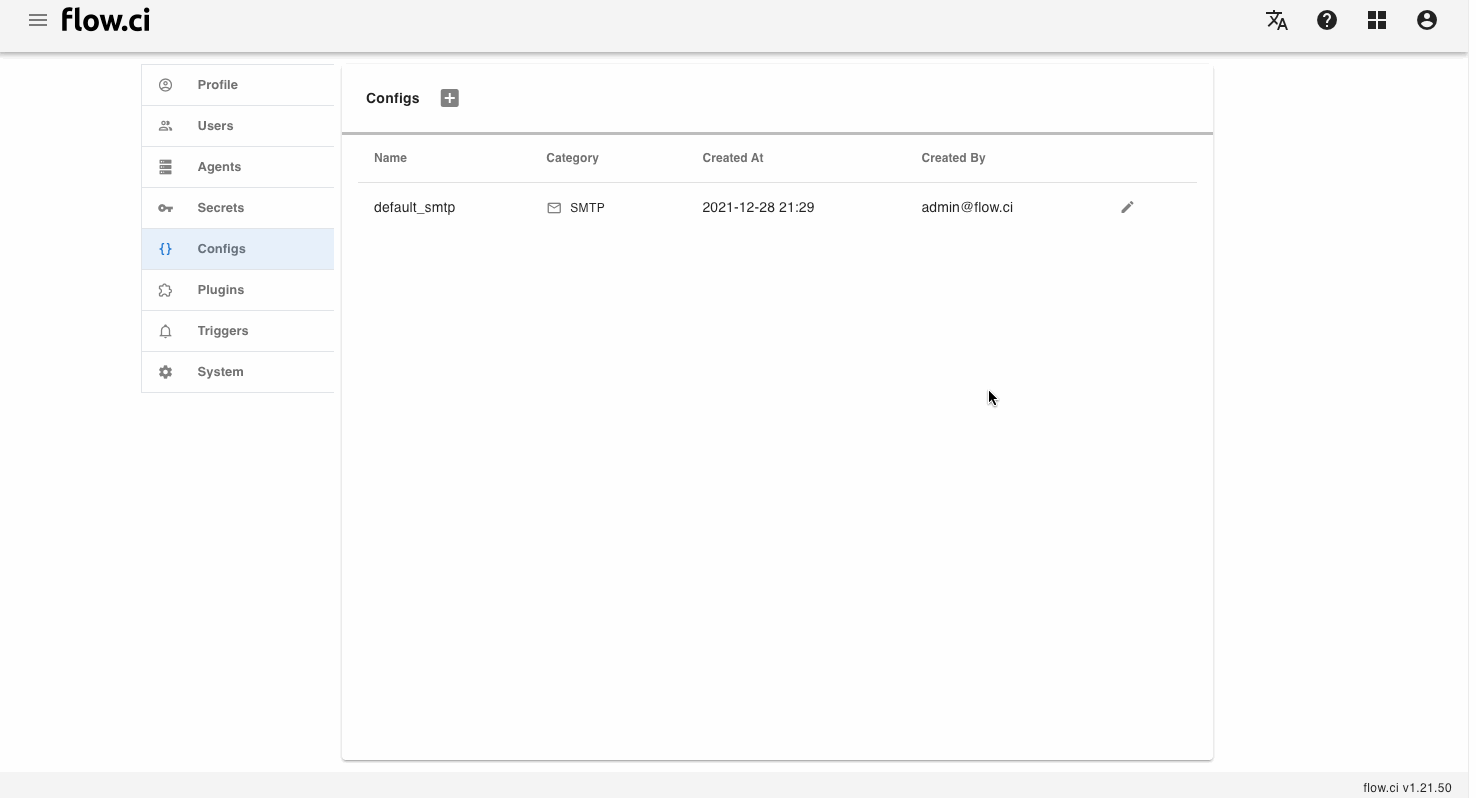 flow.ci
Profile
Users
Agents
Secrets
{} Configs
Plugins
Triggers
System
Configs
Name Category Created At Created By
default_smtp SMTP 2021-12-28 21:29 admin@flow.ci
flow.ci v1.21.50